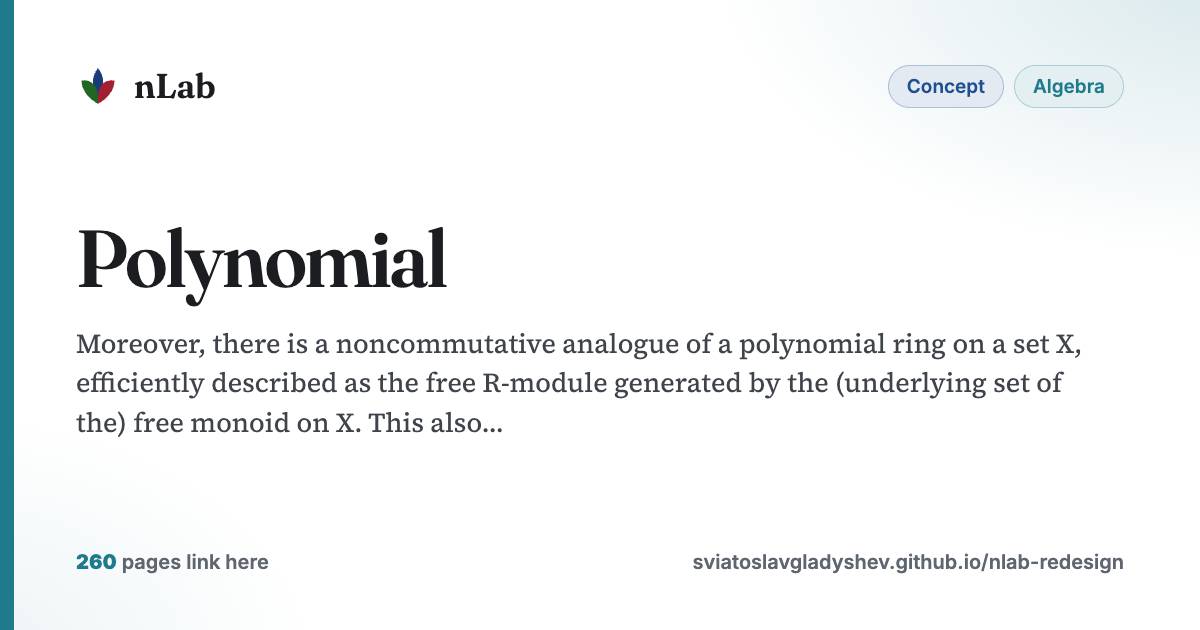 nLab
Concept
Algebra
Polynomial
Moreover, there is a noncommutative analogue of a polynomial ring on a set X,
efficiently described as the free R-module generated by the (underlying set of
the) free monoid on X. This also...
260 pages link here
sviatoslavgladyshev.github.io/nlab-redesign